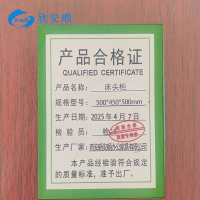 欣安顺
产品合格证
QUALIFIED CERTIFICATE
产品名称: 床头柜
规格型号: 500*450*500mm
生产日期: 2025年4月7日
检验员:
生产厂家:
本产品经检验符合规定
的质量标准,准予出厂。